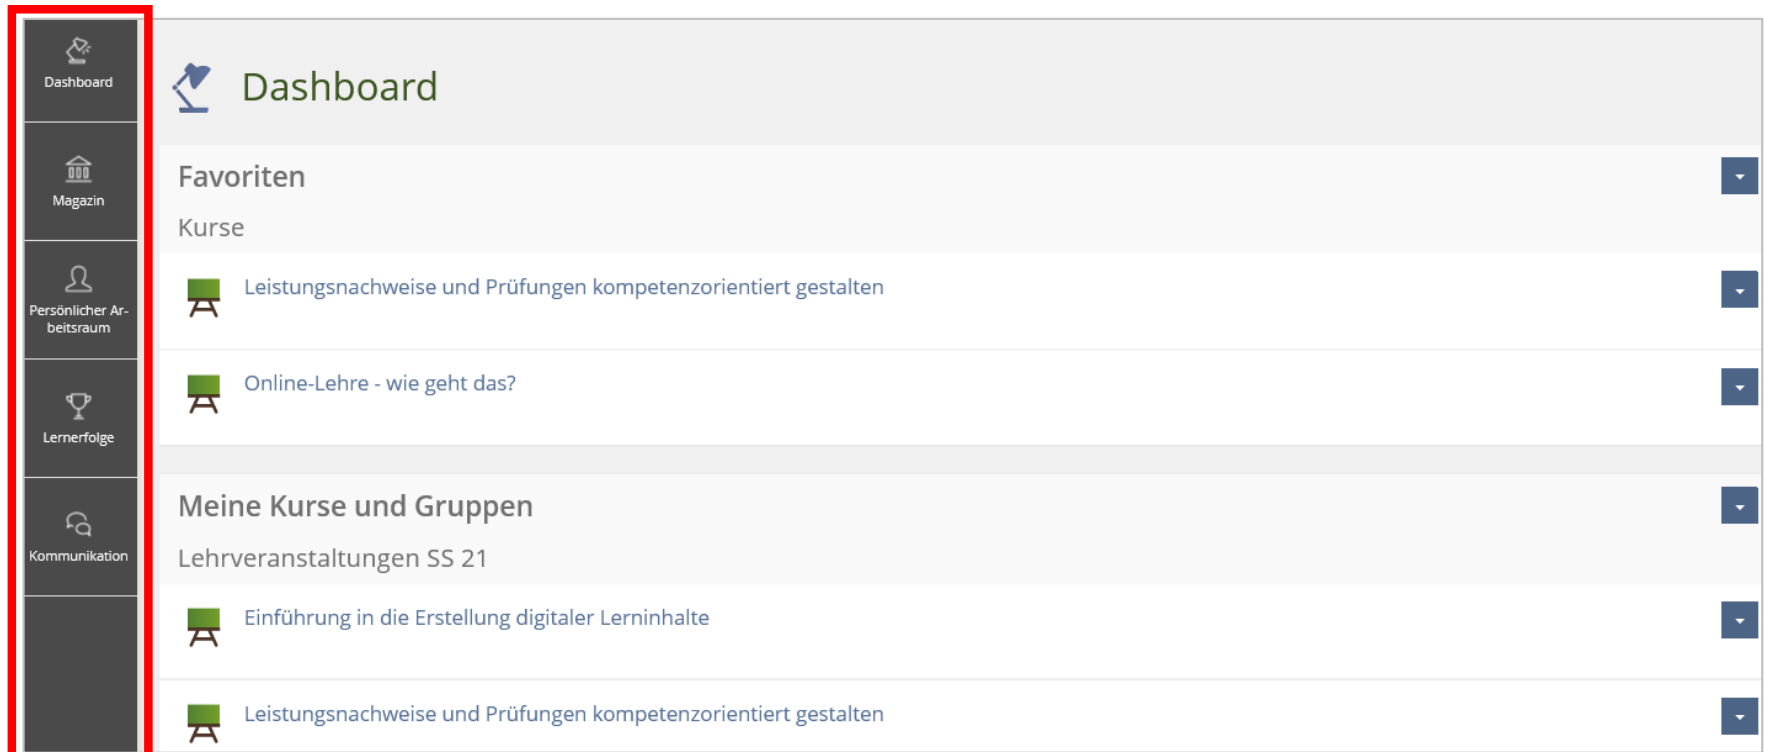 Dashboard
Magazin
Persönlicher Ar-
beitsraum
Lernerfolge
Kommunikation
Dashboard
Favoriten
Kurse
Leistungsnachweise und Prüfungen kompetenzorientiert gestalten
Online-Lehre - wie geht das?
Meine Kurse und Gruppen
Lehrveranstaltungen SS 21
Einführung in die Erstellung digitaler Lerninhalte
Leistungsnachweise und Prüfungen kompetenzorientiert gestalten